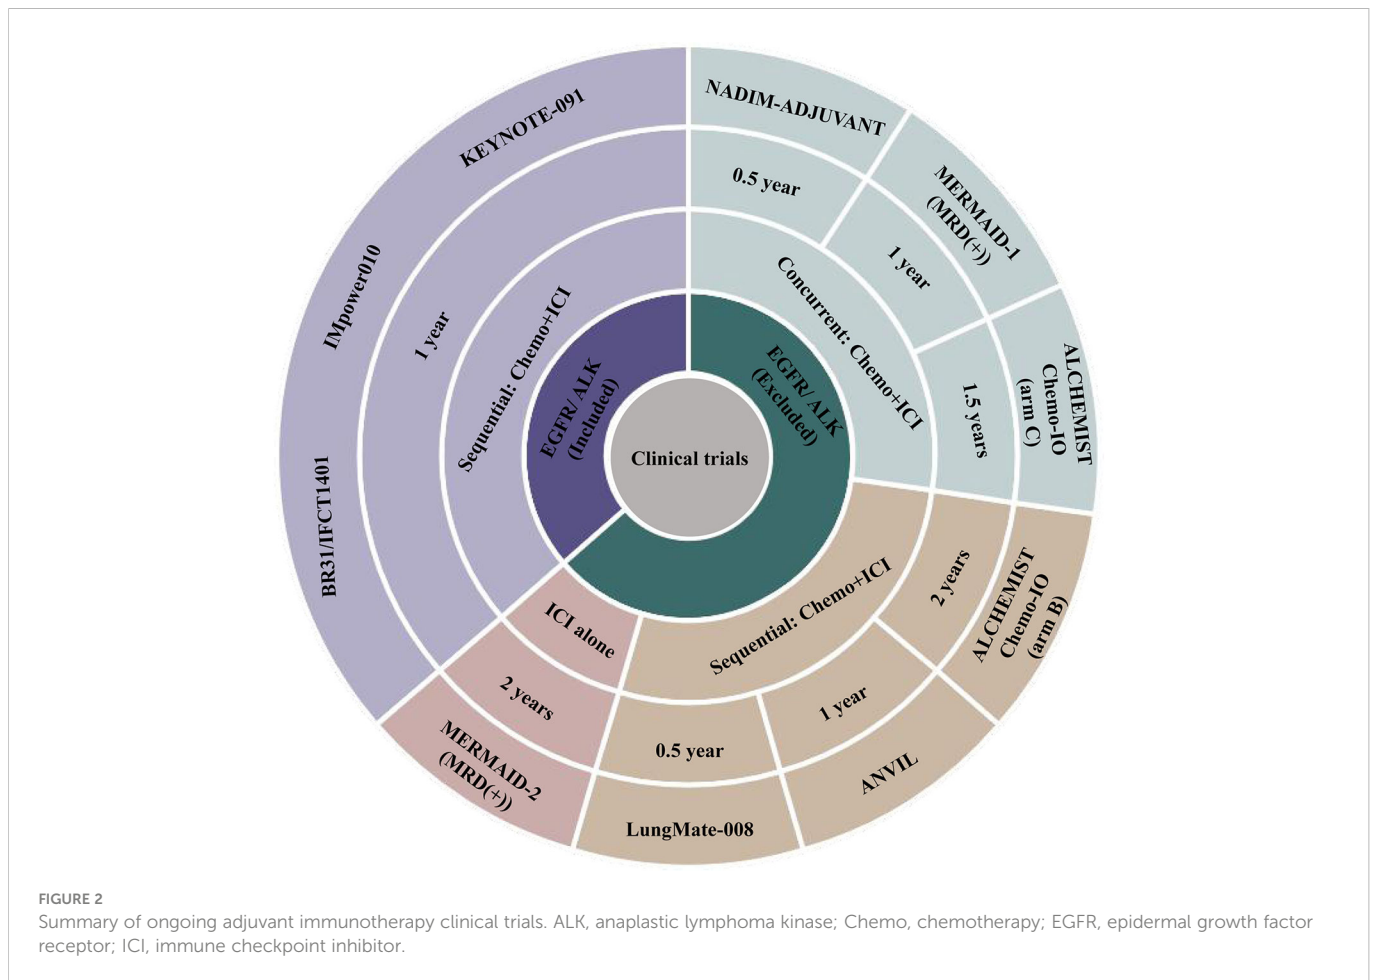 Clinical trials
EGFR/ ALK
(Included)
EGFR/ ALK
(Excluded)
Sequential: Chemo+ICI
1 year
KEYNOTE-091
IMpower010
BR31/IFCT1401
Concurrent: Chemo+ICI
0.5 year
NADIM-ADJUVANT
1 year
MERMAID-1
(MRD(+))
1.5 years
ALCHEMIST
Chemo-IO
(arm C)
Sequential: Chemo+ICI
2 years
ALCHEMIST
Chemo-IO
(arm B)
1 year
ANVIL
0.5 year
LungMate-008
ICI alone
2 years
MERMAID-2
(MRD(+))
FIGURE 2
Summary of ongoing adjuvant immunotherapy clinical trials. ALK, anaplastic lymphoma kinase; Chemo, chemotherapy; EGFR, epidermal growth factor
receptor; ICI, immune checkpoint inhibitor.